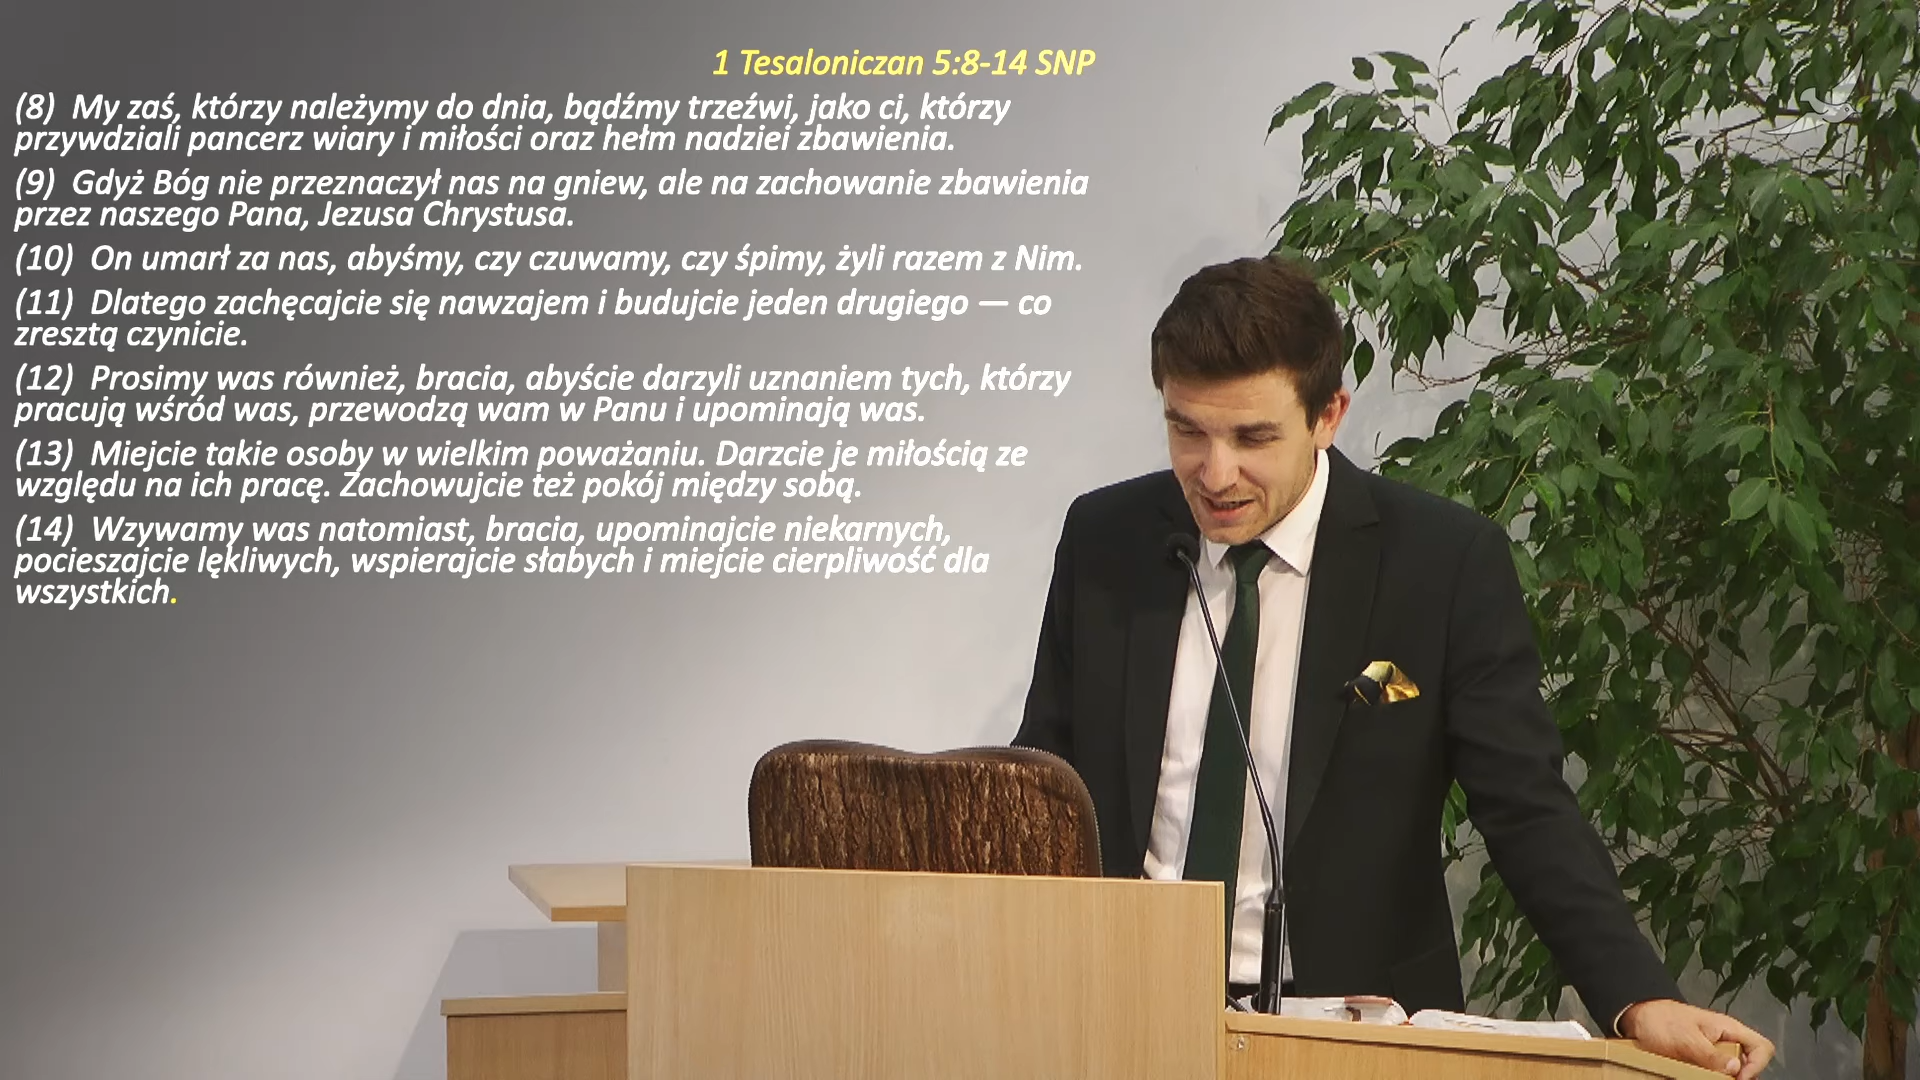 1 Tesaloniczan 5:8-14 SNP
(8) My zaś, którzy należymy do dnia, bądźmy trzeźwi, jako ci, którzy
przywdziali pancerz wiary i miłości oraz hełm nadziei zbawienia.
(9) Gdyż Bóg nie przeznaczył nas na gniew, ale na zachowanie zbawienia
przez naszego Pana, Jezusa Chrystusa.
(10) On umarł za nas, abyśmy, czy czuwamy, czy śpimy, żyli razem z Nim.
(11) Dlatego zachęcajcie się nawzajem i budujcie jeden drugiego — co
zresztą czynicie.
(12) Prosimy was również, bracia, abyście darzyli uznaniem tych, którzy
pracują wśród was, przewodzą wam w Panu i upominają was.
(13) Miejcie takie osoby w wielkim poważaniu. Darzcie je miłością ze
względu na ich pracę. Zachowujcie też pokój między sobą.
(14) Wzywamy was natomiast, bracia, upominajcie niekarnych,
pocieszajcie lękliwych, wspierajcie słabych i miejcie cierpliwość dla
wszystkich.